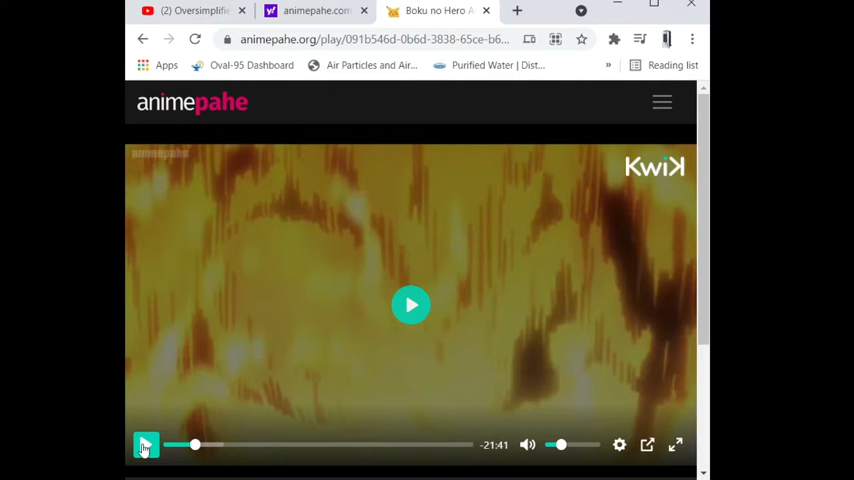 (2) Oversimplifie
animepahe.com
Boku no Hero A
animepahe.org/play/091b546d-0b6d-3838-65ce-b6...
Apps
Oval-95 Dashboard
Air Particles and Air...
Purified Water | Dist...
»
Reading list
animepahe
animepahe
KwiK
-21:41